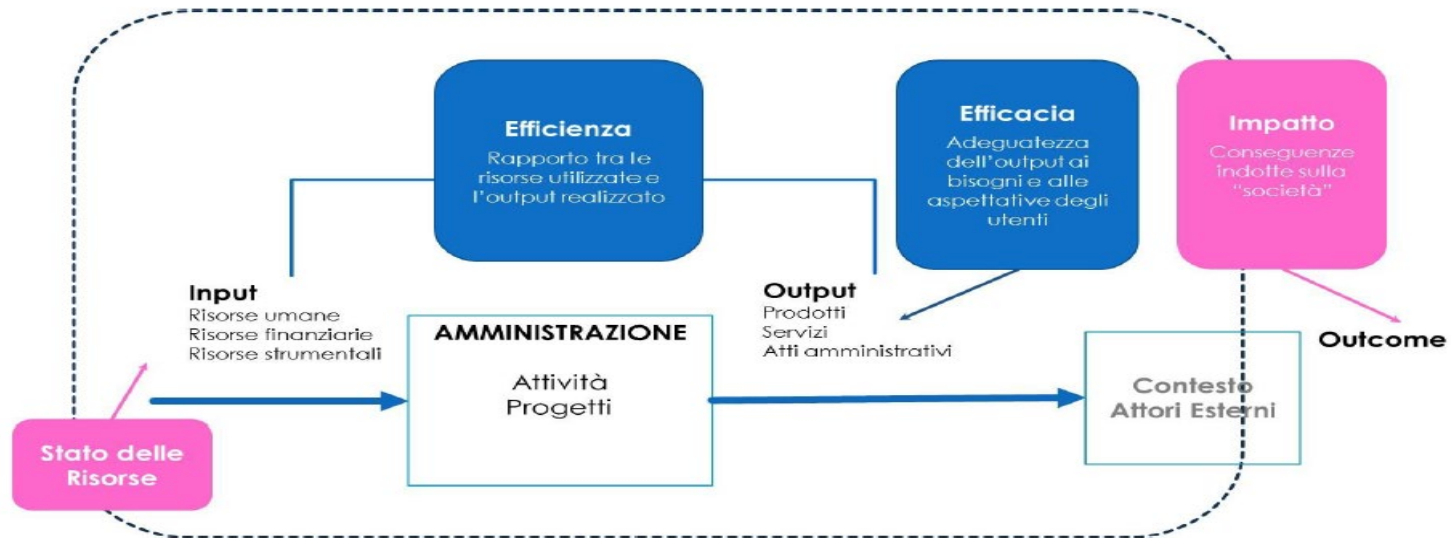 Efficienza
Rapporto tra le
risorse utilizzate e
l'output realizzato
Efficacia
Adeguatezza
dell'output ai
bisogni e alle
aspettative degli
utenti
Impatto
Conseguenze
indotte sulla
"società"
Input
Risorse umane
Risorse finanziarie
Risorse strumentali
AMMINISTRAZIONE
Attività
Progetti
Output
Prodotti
Servizi
Atti amministrativi
Outcome
Contesto
Attori Esterni
Stato delle
Risorse